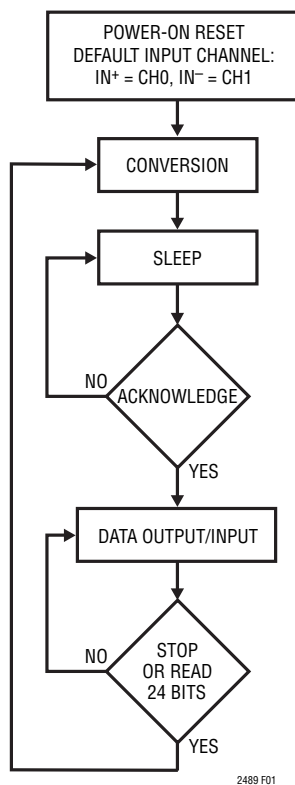 POWER-ON RESET
DEFAULT INPUT CHANNEL:
IN+ = CH0, IN– = CH1
CONVERSION
SLEEP
NO
ACKNOWLEDGE
YES
DATA OUTPUT/INPUT
NO
STOP
OR READ
24 BITS
YES
2489 F01